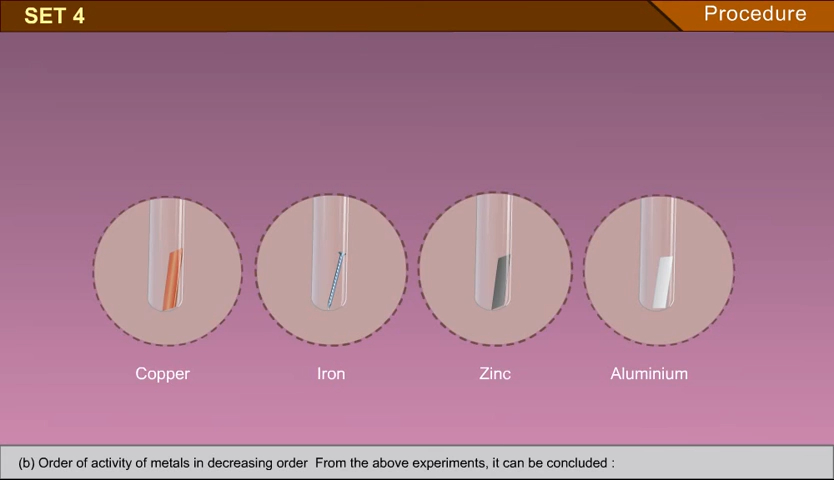 SET 4
Procedure
Copper
Iron
Zinc
Aluminium
(b) Order of activity of metals in decreasing order  From the above experiments, it can be concluded :